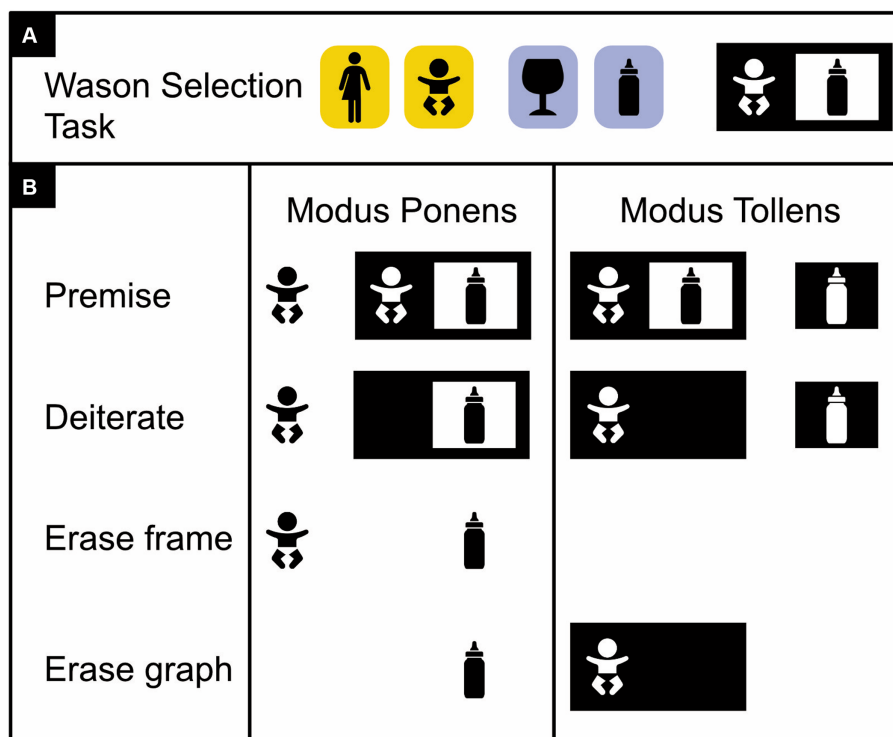 A
Wason Selection
Task
B
Modus Ponens
Modus Tollens
Premise
Deiterate
Erase frame
Erase graph